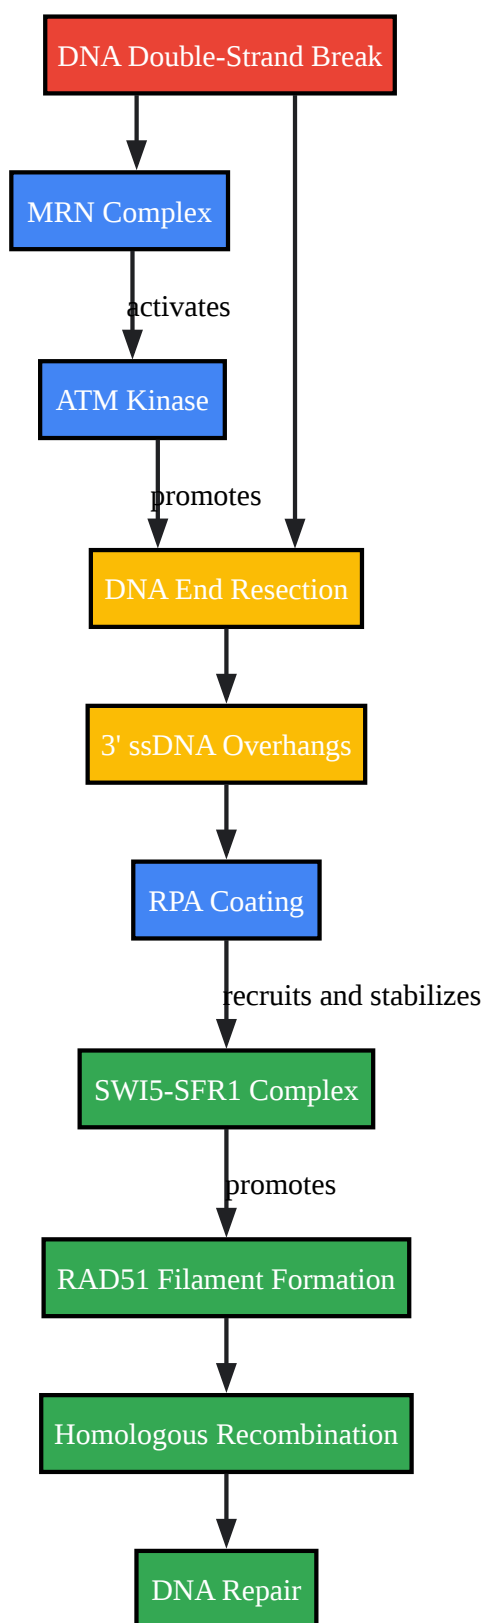 DNA Double-Strand Break
MRN Complex
activates
ATM Kinase
promotes
DNA End Resection
3' ssDNA Overhangs
RPA Coating
recruits and stabilizes
SWI5-SFR1 Complex
promotes
RAD51 Filament Formation
Homologous Recombination
DNA Repair